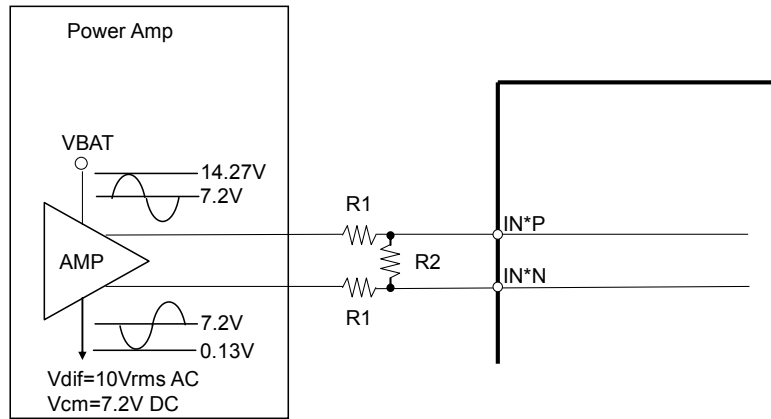 Power Amp
VBAT
14.27V
7.2V
R1
IN*P
AMP
R2
IN*N
R1
7.2V
0.13V
Vdif=10Vrms AC
Vcm=7.2V DC